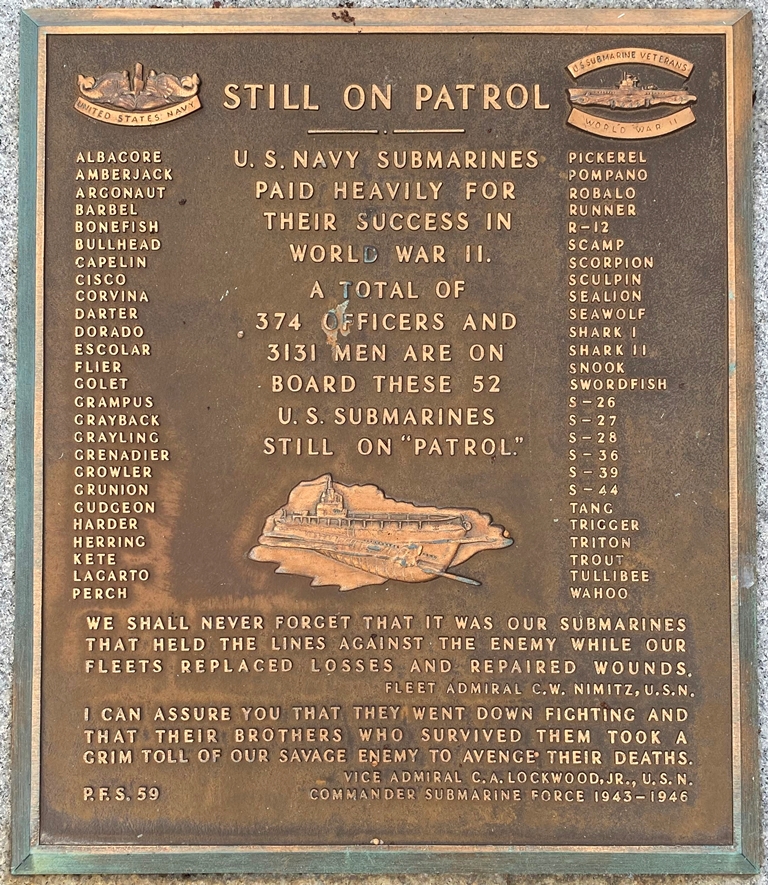 UNITED STATES NAVY
STILL ON PATROL
U.S. SUBMARINE VETERANS
WORLD WAR II
ALBACORE
AMBERJACK
ARGONAUT
BARBEL
BONEFISH
BULLHEAD
CAPELIN
CISCO
CORVINA
DARTER
DORADO
ESCOLAR
FLIER
GOLET
GRAMPUS
GRAYBACK
GRAYLING
GRENADIER
GROWLER
GRUNION
GUDGEON
HARDER
HERRING
KETE
LAGARTO
PERCH
U.S. NAVY SUBMARINES
PAID HEAVILY FOR
THEIR SUCCESS IN
WORLD WAR II.
A TOTAL OF
374 OFFICERS AND
3131 MEN ARE ON
BOARD THESE 52
U.S. SUBMARINES
STILL ON "PATROL."
PICKEREL
POMPANO
ROBALO
RUNNER
R-12
SCAMP
SCORPION
SCULPIN
SEALION
SEAWOLF
SHARK I
SHARK II
SNOOK
SWORDFISH
S-26
S-27
S-28
S-36
S-39
S-44
TANG
TRIGGER
TRITON
TROUT
TULLIBEE
WAHOO
WE SHALL NEVER FORGET THAT IT WAS OUR SUBMARINES
THAT HELD THE LINES AGAINST THE ENEMY WHILE OUR
FLEETS REPLACED LOSSES AND REPAIRED WOUNDS.
FLEET ADMIRAL C.W. NIMITZ, U.S.N.
I CAN ASSURE YOU THAT THEY WENT DOWN FIGHTING AND
THAT THEIR BROTHERS WHO SURVIVED THEM TOOK A
GRIM TOLL OF OUR SAVAGE ENEMY TO AVENGE THEIR DEATHS.
VICE ADMIRAL C.A. LOCKWOOD, JR., U.S.N.
P.F.S. 59
COMMANDER SUBMARINE FORCE 1943-1946